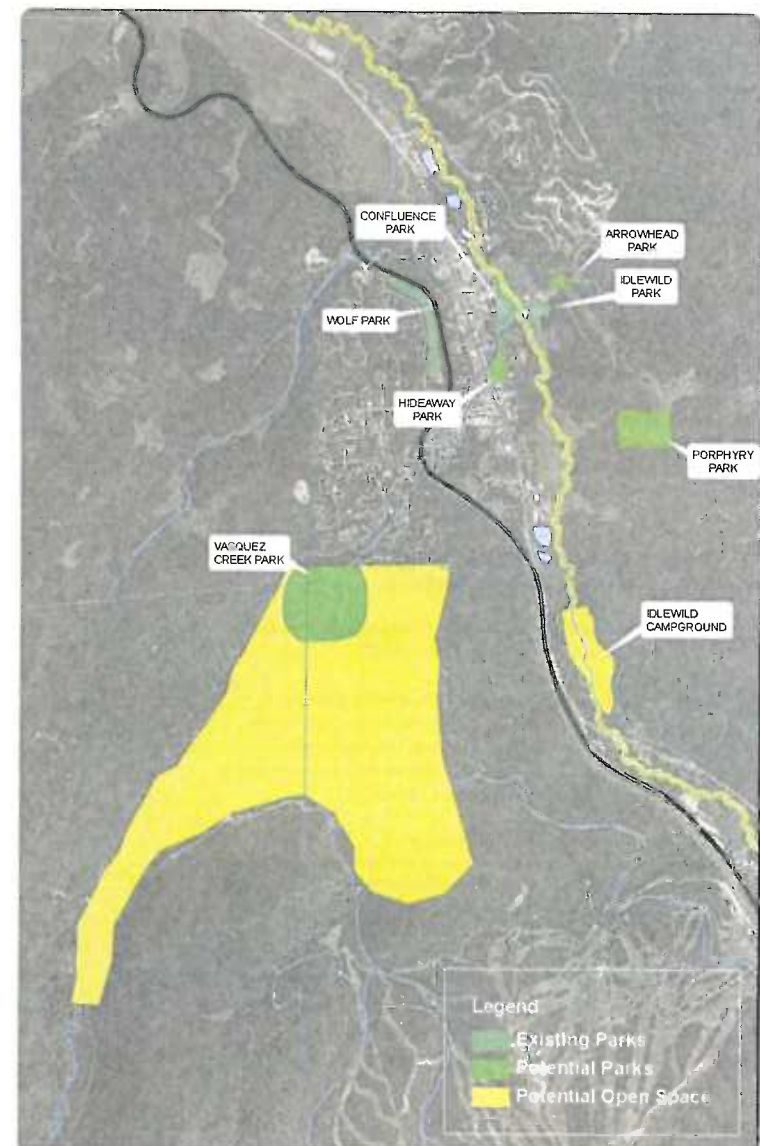 CONFLUENCE
PARK
ARROWHEAD
PARK
IDLEWILD
PARK
WOLF PARK
HIDEAWAY
PARK
PORPHYRY
PARK
VASQUEZ
CREEK PARK
IDLEWILD
CAMPGROUND
Legend
Existing Parks
Potential Parks
Potential Open Space